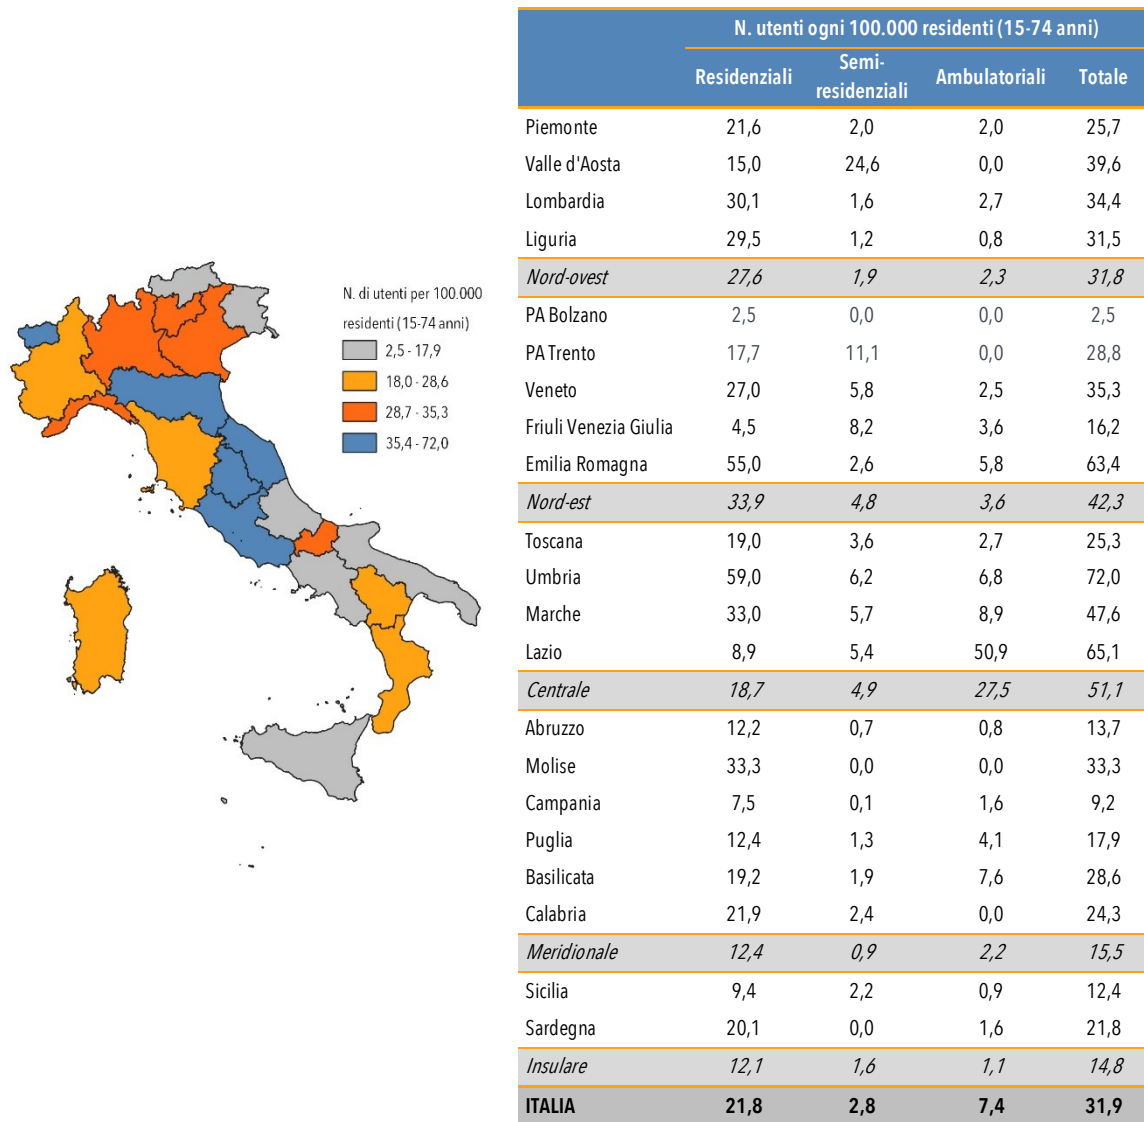 N. di utenti per 100.000
residenti (15-74 anni)
2,5 - 17,9
18,0 - 28,6
28,7 - 35,3
35,4 - 72,0
N. utenti ogni 100.000 residenti (15-74 anni)
Residenziali Semi-residenziali Ambulatoriali Totale
Piemonte 21,6 2,0 2,0 25,7
Valle d'Aosta 15,0 24,6 0,0 39,6
Lombardia 30,1 1,6 2,7 34,4
Liguria 29,5 1,2 0,8 31,5
Nord-ovest 27,6 1,9 2,3 31,8
PA Bolzano 2,5 0,0 0,0 2,5
PA Trento 17,7 11,1 0,0 28,8
Veneto 27,0 5,8 2,5 35,3
Friuli Venezia Giulia 4,5 8,2 3,6 16,2
Emilia Romagna 55,0 2,6 5,8 63,4
Nord-est 33,9 4,8 3,6 42,3
Toscana 19,0 3,6 2,7 25,3
Umbria 59,0 6,2 6,8 72,0
Marche 33,0 5,7 8,9 47,6
Lazio 8,9 5,4 50,9 65,1
Centrale 18,7 4,9 27,5 51,1
Abruzzo 12,2 0,7 0,8 13,7
Molise 33,3 0,0 0,0 33,3
Campania 7,5 0,1 1,6 9,2
Puglia 12,4 1,3 4,1 17,9
Basilicata 19,2 1,9 7,6 28,6
Calabria 21,9 2,4 0,0 24,3
Meridionale 12,4 0,9 2,2 15,5
Sicilia 9,4 2,2 0,9 12,4
Sardegna 20,1 0,0 1,6 21,8
Insulare 12,1 1,6 1,1 14,8
ITALIA 21,8 2,8 7,4 31,9